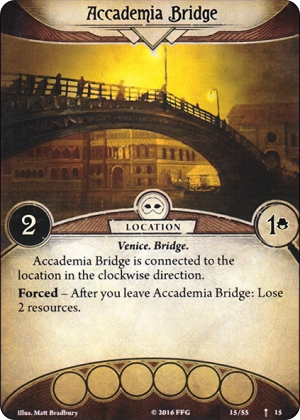 Accademia Bridge
2
LOCATION
1
Venice. Bridge.
Accademia Bridge is connected to the
location in the clockwise direction.
Forced – After you leave Accademia Bridge: Lose
2 resources.
Illus. Matt Bradbury
© 2016 FFG
15/55
15